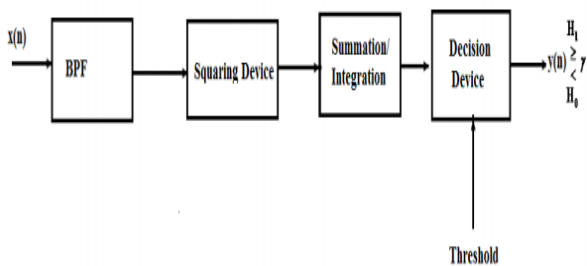 x(n)
BPF
Squaring Device
Summation/
Integration
Decision
Device
H1
y(n) ≥ γ
<
H0
Threshold